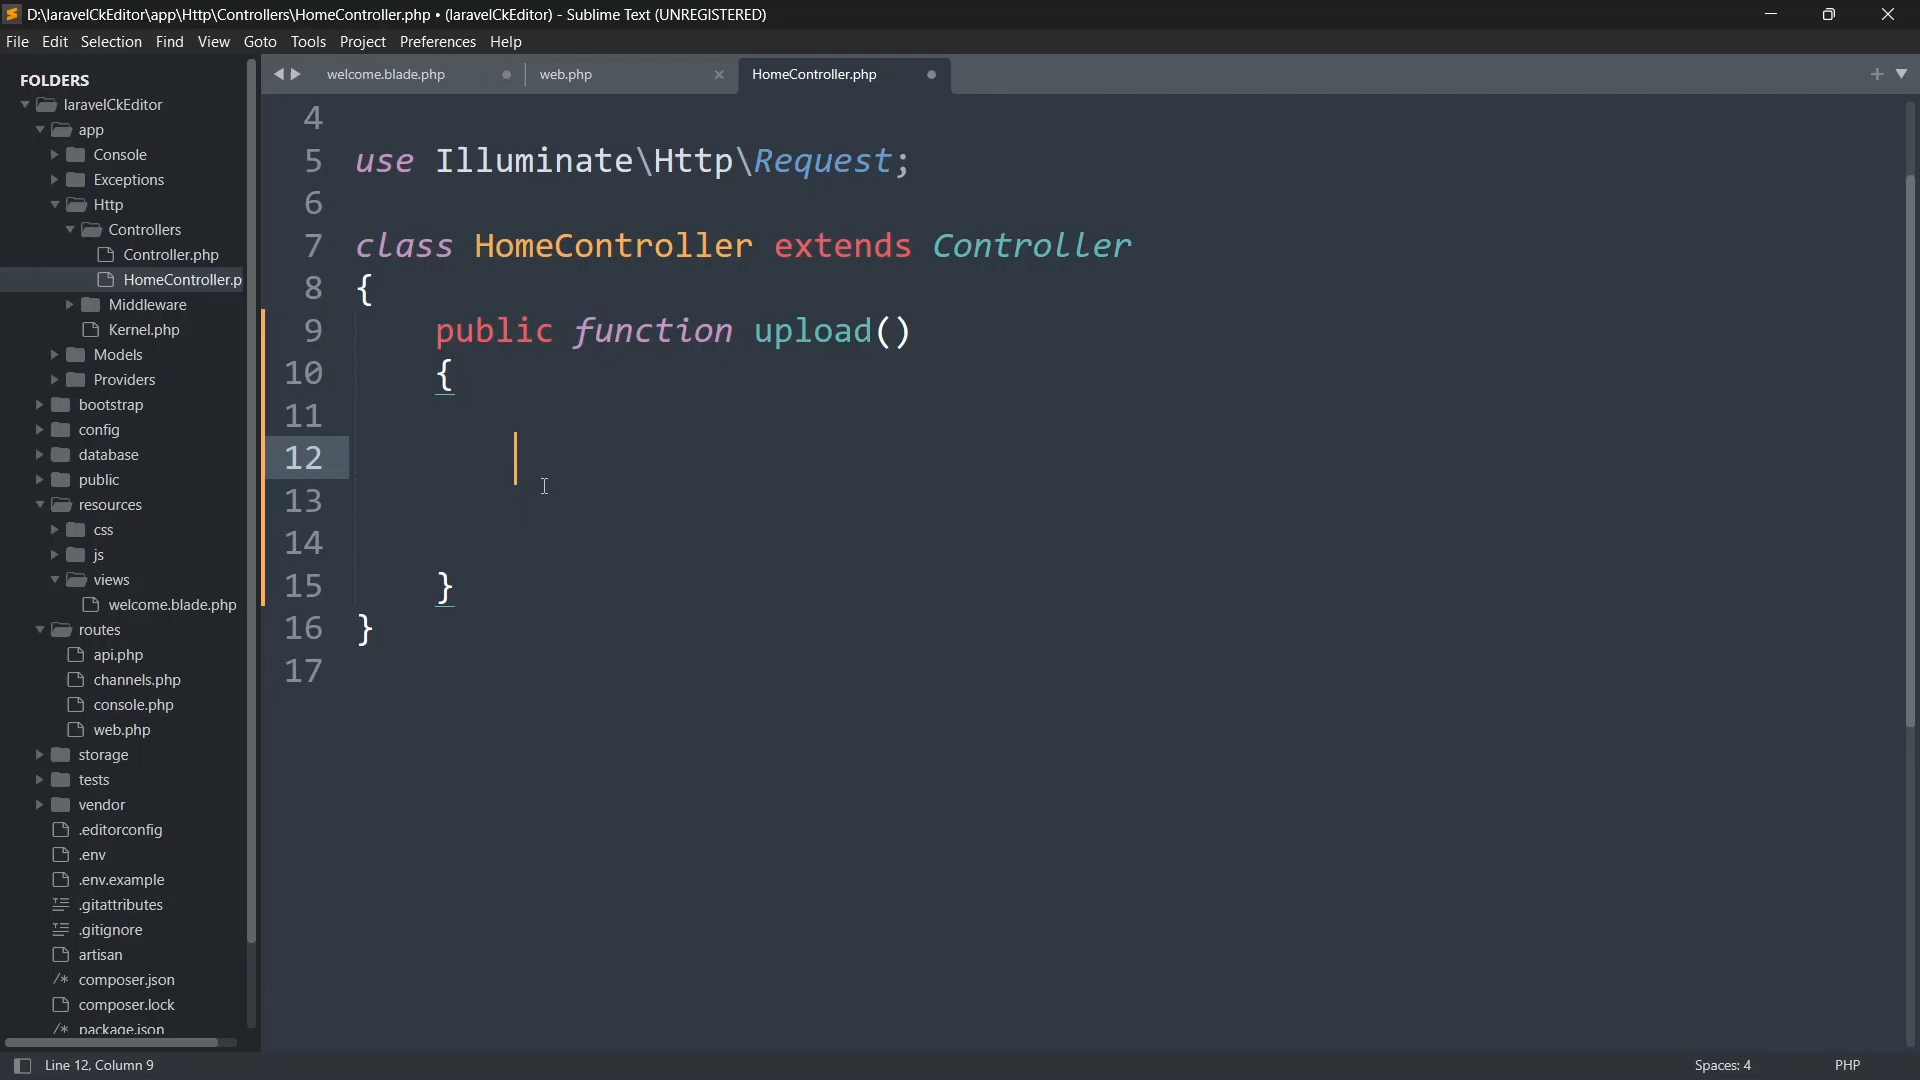 D:\laravelCkEditor\app\Http\Controllers\HomeController.php • (laravelCkEditor) - Sublime Text (UNREGISTERED)
File Edit Selection Find View Goto Tools Project Preferences Help
FOLDERS
laravelCkEditor
app
Console
Exceptions
Http
Controllers
Controller.php
HomeController.p
Middleware
Kernel.php
Models
Providers
bootstrap
config
database
public
resources
css
js
views
welcome.blade.php
routes
api.php
channels.php
console.php
web.php
storage
tests
vendor
.editorconfig
.env
.env.example
.gitattributes
.gitignore
artisan
/* composer.json
composer.lock
/* package.json
welcome.blade.php web.php HomeController.php
4
5 use Illuminate\Http\Request;
6
7 class HomeController extends Controller
8 {
9 public function upload()
10 {
11
12
13
14
15 }
16 }
17
Line 12, Column 9 Spaces: 4 PHP